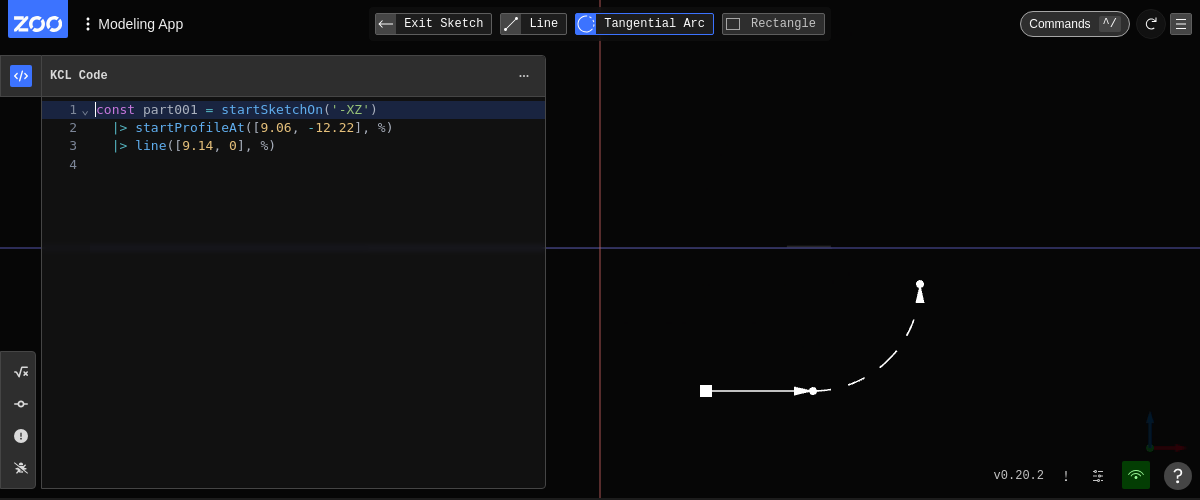 ZOO
Modeling App
Exit Sketch
Line
Tangential Arc
Rectangle
Commands ^/
KCL Code
1 const part001 = startSketchOn('-XZ')
2 |> startProfileAt([9.06, -12.22], %)
3 |> line([9.14, 0], %)
4
v0.20.2
!
?